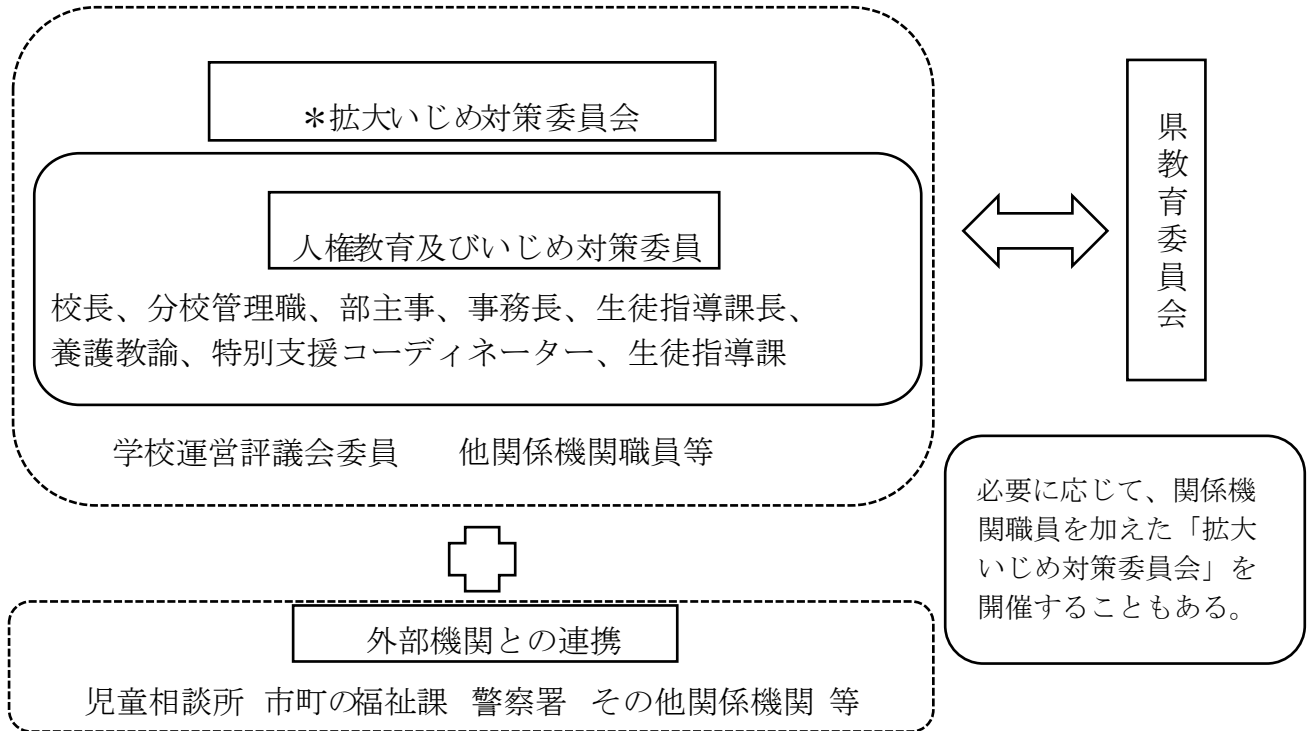 ＊拡大いじめ対策委員会
人権教育及びいじめ対策委員
校長、分校管理職、部主事、事務長、生徒指導課長、
養護教諭、特別支援コーディネーター、生徒指導課
学校運営評議会委員　　他関係機関職員等
県教育委員会
必要に応じて、関係機
関職員を加えた「拡大
いじめ対策委員会」を
開催することもある。
外部機関との連携
児童相談所　市町の福祉課　警察署　その他関係機関　等